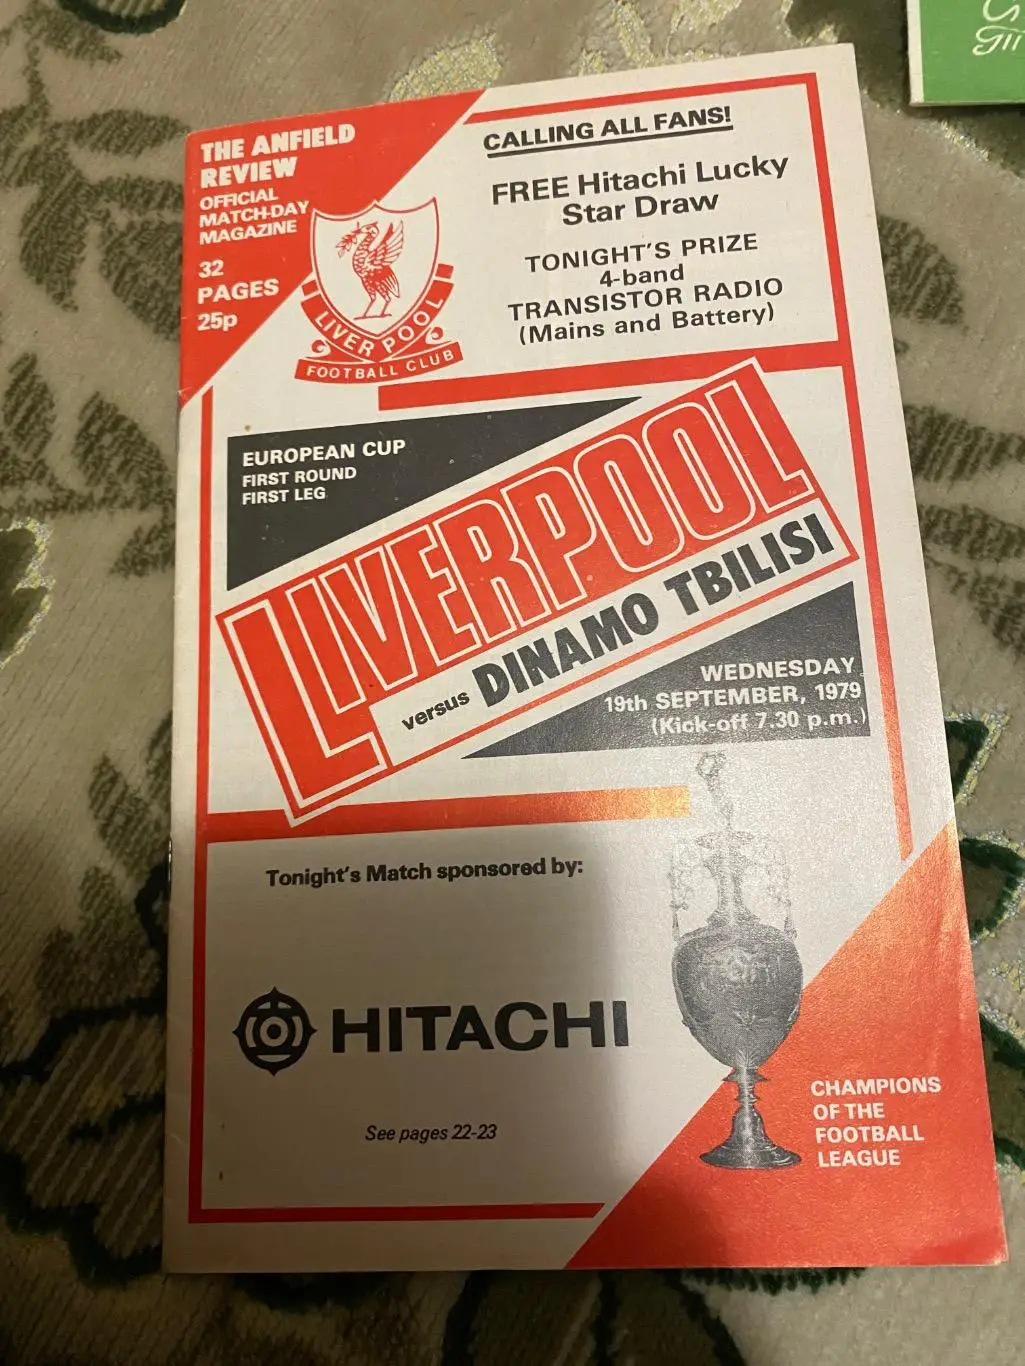 THE ANFIELD
REVIEW
OFFICIAL
MATCH-DAY
MAGAZINE
32
PAGES
25p
LIVERPOOL
FOOTBALL CLUB
CALLING ALL FANS!
FREE Hitachi Lucky
Star Draw
TONIGHT'S PRIZE
4-band
TRANSISTOR RADIO
(Mains and Battery)
EUROPEAN CUP
FIRST ROUND
FIRST LEG
LIVERPOOL
versus DINAMO TBILISI
WEDNESDAY
19th SEPTEMBER, 1979
(Kick-off 7.30 p.m.)
Tonight's Match sponsored by:
HITACHI
See pages 22-23
CHAMPIONS
OF THE
FOOTBALL
LEAGUE